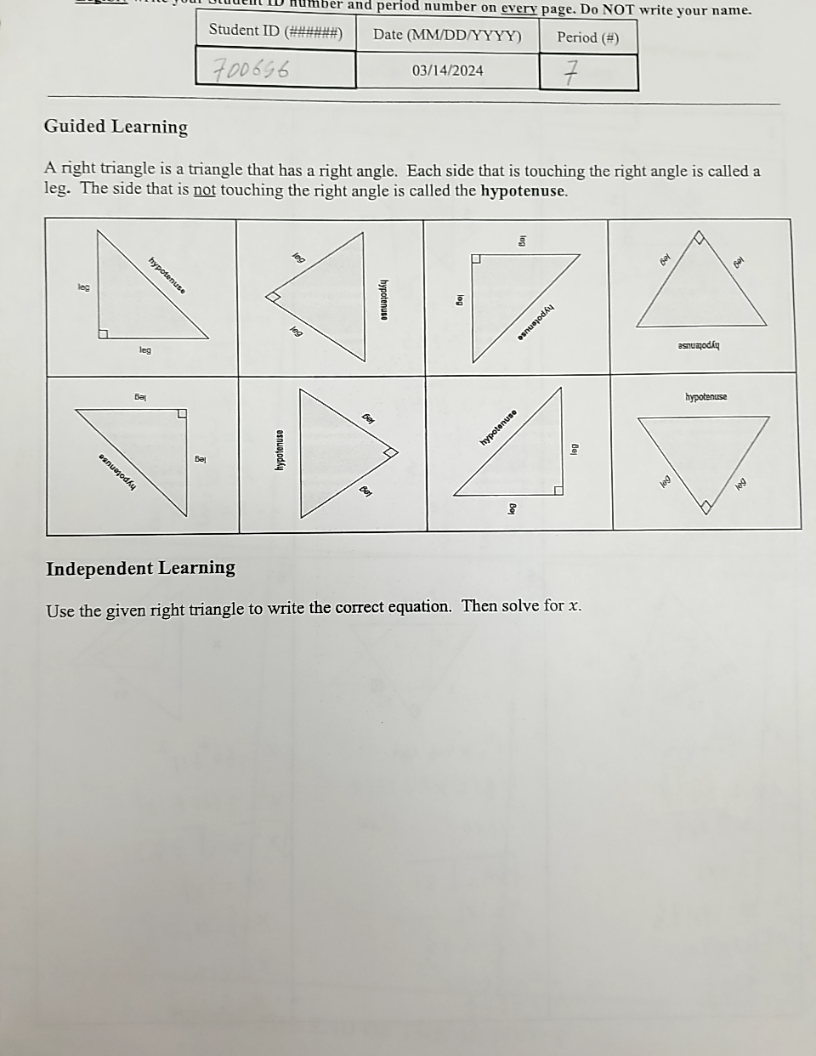 write your Student ID number and period number on every page. Do NOT write your name.
Student ID (######) Date (MM/DD/YYYY) Period (#)
700656 03/14/2024 7
Guided Learning
A right triangle is a triangle that has a right angle. Each side that is touching the right angle is called a
leg. The side that is not touching the right angle is called the hypotenuse.
leg
hypotenuse
leg
leg
hypotenuse
leg
leg
leg
hypotenuse
leg
leg
hypotenuse
leg
leg
hypotenuse
hypotenuse
leg
leg
hypotenuse
leg
leg
hypotenuse
leg
leg
Independent Learning
Use the given right triangle to write the correct equation. Then solve for x.